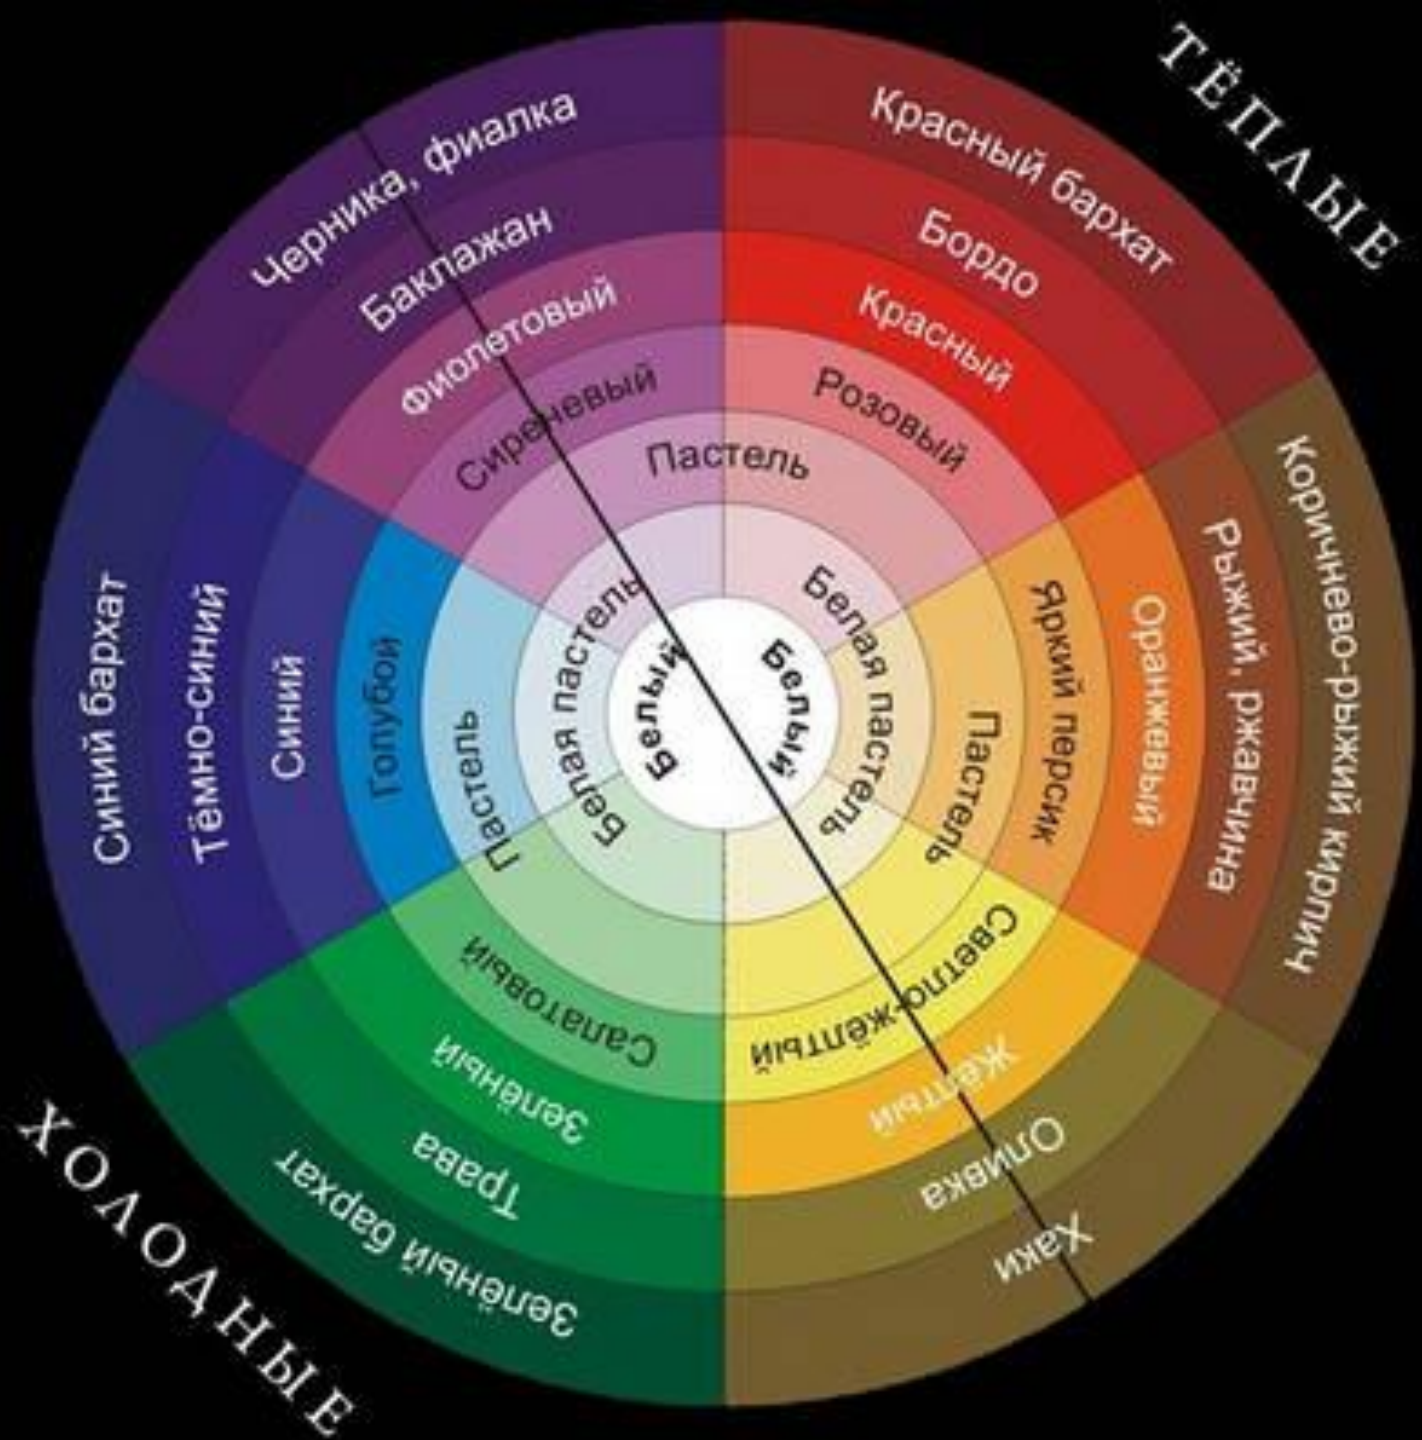 ТЁПЛЫЕ
Черника, фиалка
Баклажан
Фиолетовый
Сиреневый
Пастель
Красный бархат
Бордо
Красный
Розовый
Коричнево-рыжий кирпич
Рыжий, ржавчина
Оранжевый
Яркий персик
Пастель
Белая пастель
Белый
Синий бархат
Тёмно-синий
Синий
Голубой
Пастель
Белая пастель
Белый
Светло-жёлтый
Жёлтый
Оливка
Хаки
Салатовый
Зелёный
Трава
Зелёный бархат
ХОЛОДНЫЕ